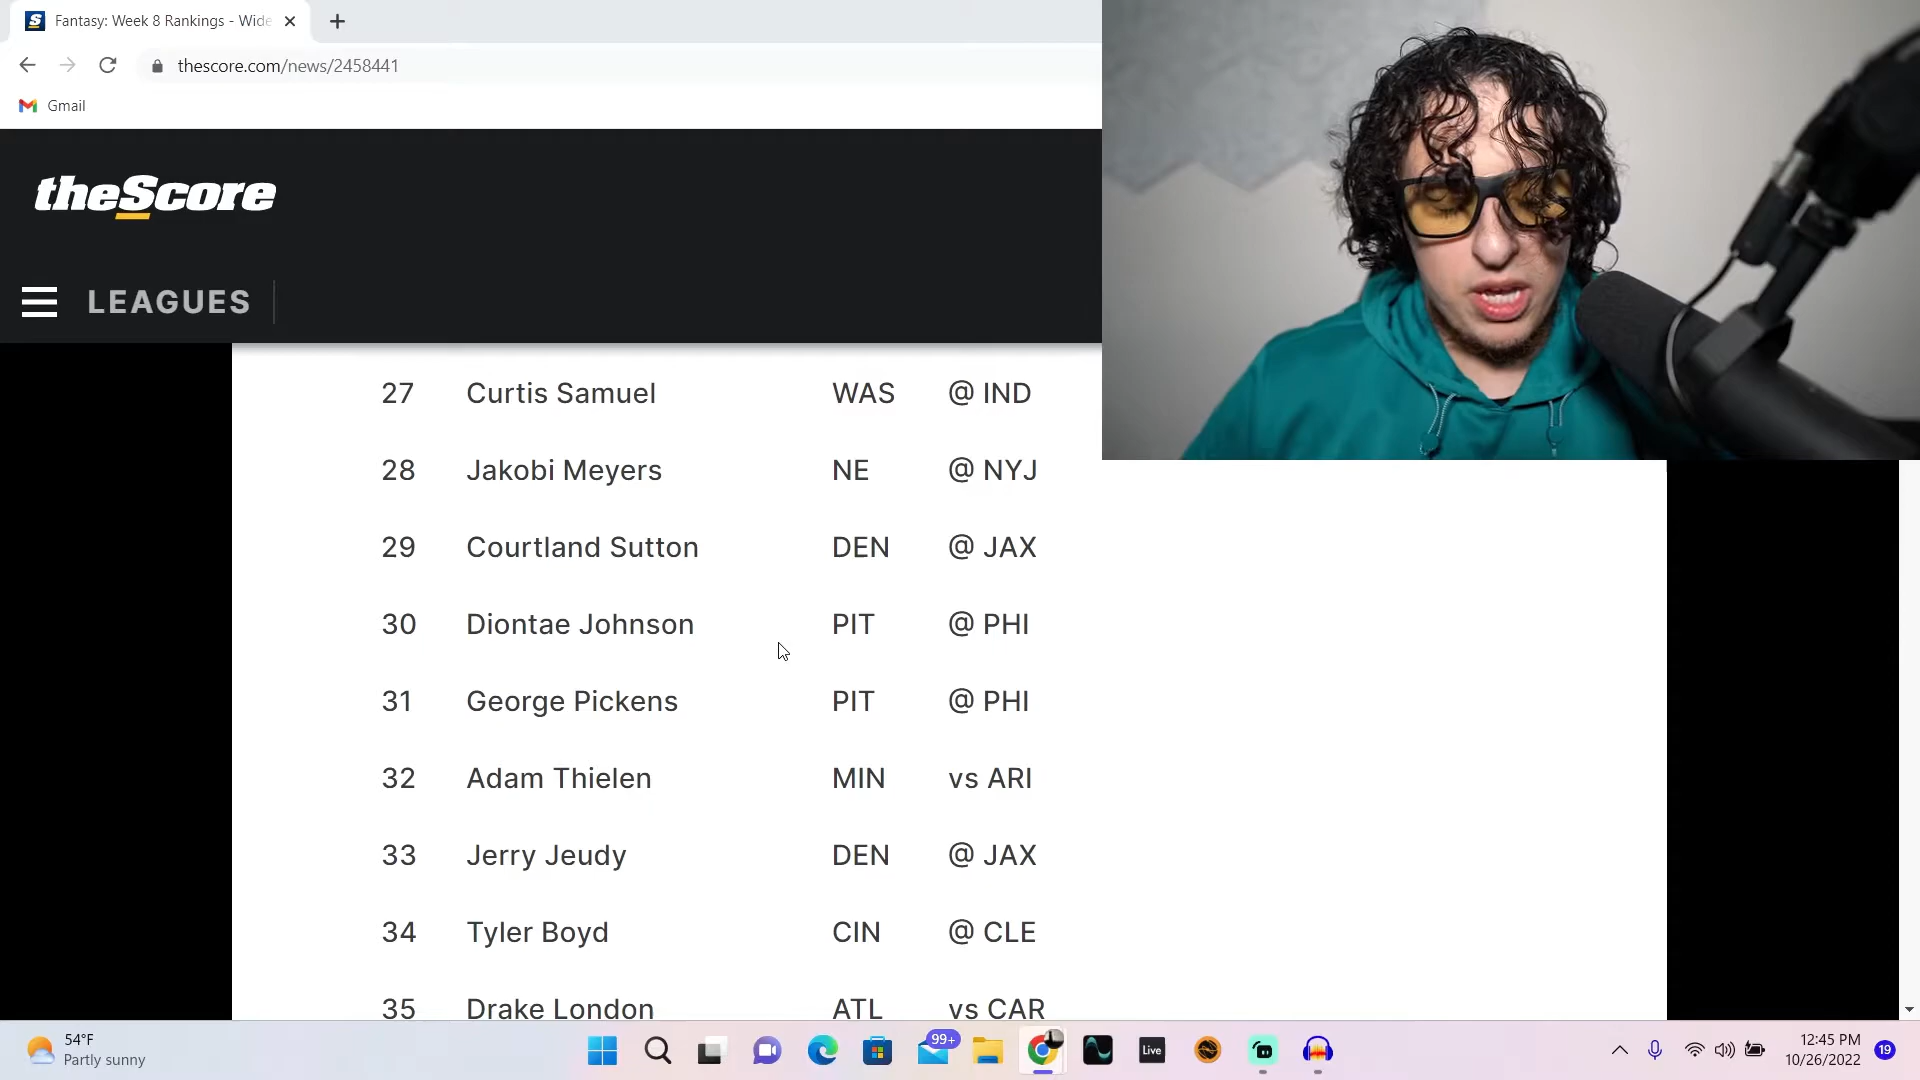 Fantasy: Week 8 Rankings - Wide
thescore.com/news/2458441
Gmail
theScore
LEAGUES
27 Curtis Samuel WAS @ IND
28 Jakobi Meyers NE @ NYJ
29 Courtland Sutton DEN @ JAX
30 Diontae Johnson PIT @ PHI
31 George Pickens PIT @ PHI
32 Adam Thielen MIN vs ARI
33 Jerry Jeudy DEN @ JAX
34 Tyler Boyd CIN @ CLE
35 Drake London ATL vs CAR
54°F
Partly sunny
99+
Live
12:45 PM
10/26/2022
19